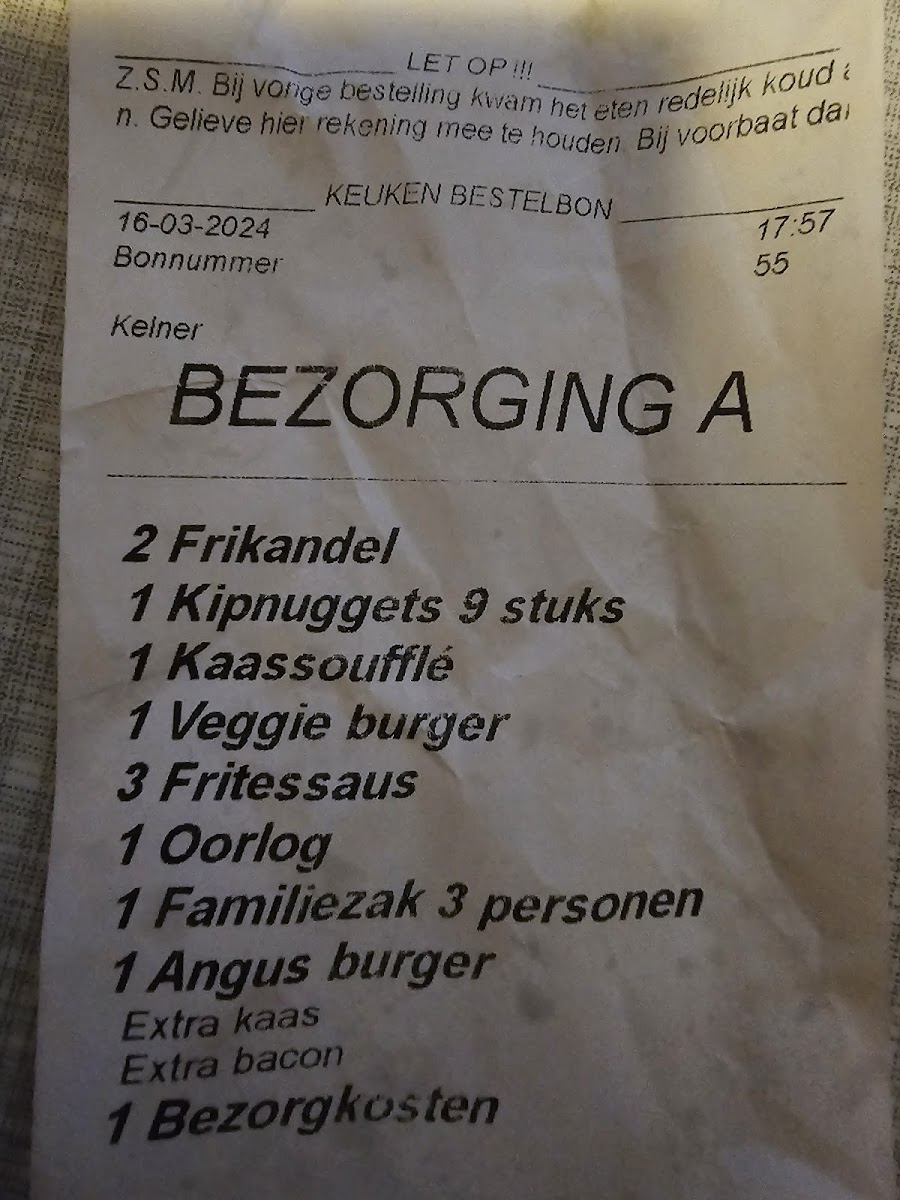 LET OP!!!
Z.S.M. Bij vorige bestelling kwam het eten redelijk koud
n. Gelieve hier rekening mee te houden. Bij voorbaat
KEUKEN BESTELBON
16-03-2024 17:57
Bonnummer 55
Kelner
BEZORGING A
2 Frikandel
1 Kipnuggets 9 stuks
1 Kaassoufflé
1 Veggie burger
3 Fritessaus
1 Oorlog
1 Familiezak 3 personen
1 Angus burger
Extra kaas
Extra bacon
1 Bezorgkosten